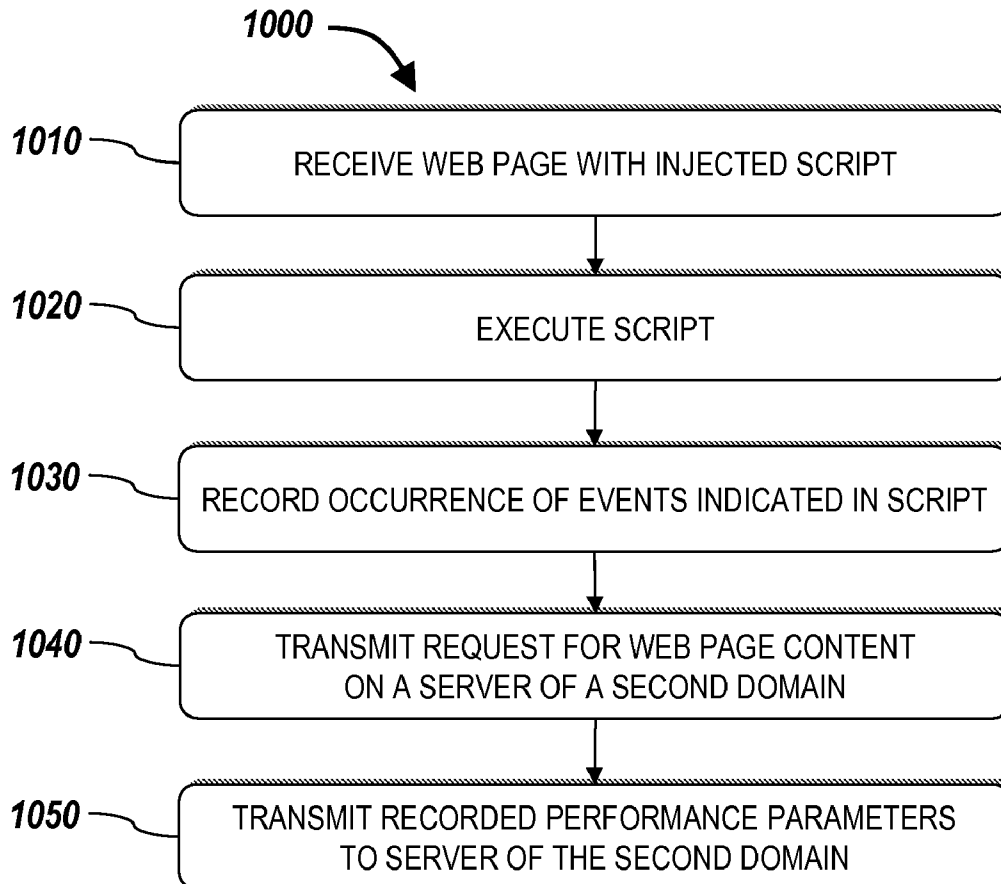 1000
1010
RECEIVE WEB PAGE WITH INJECTED SCRIPT
1020
EXECUTE SCRIPT
1030
RECORD OCCURRENCE OF EVENTS INDICATED IN SCRIPT
1040
TRANSMIT REQUEST FOR WEB PAGE CONTENT
ON A SERVER OF A SECOND DOMAIN
1050
TRANSMIT RECORDED PERFORMANCE PARAMETERS
TO SERVER OF THE SECOND DOMAIN